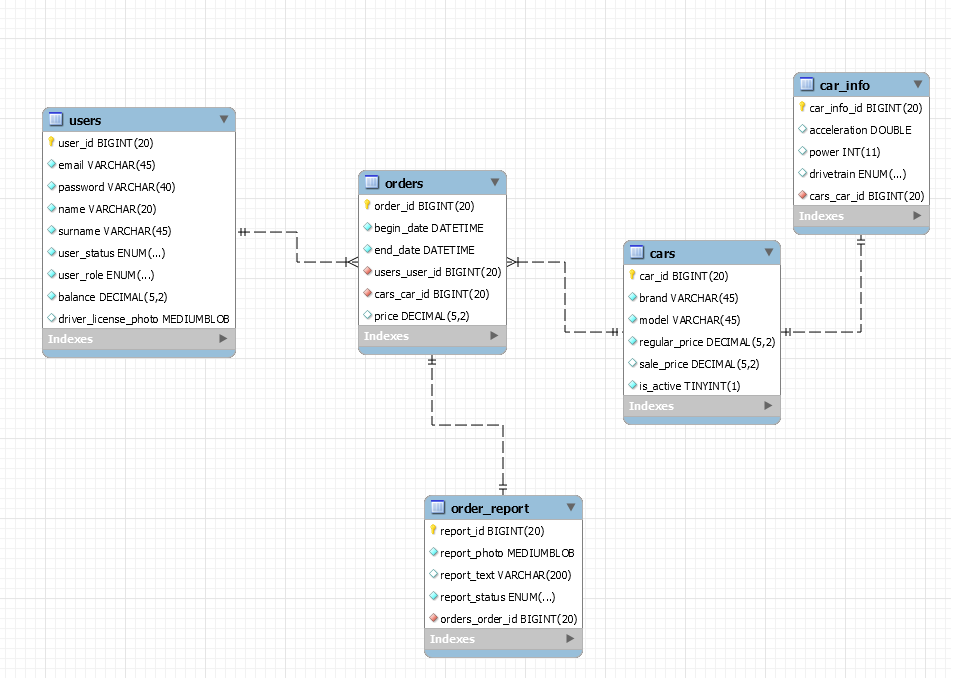 users
user_id BIGINT(20)
email VARCHAR(45)
password VARCHAR(40)
name VARCHAR(20)
surname VARCHAR(45)
user_status ENUM(...)
user_role ENUM(...)
balance DECIMAL(5,2)
driver_license_photo MEDIUMBLOB
Indexes
orders
order_id BIGINT(20)
begin_date DATETIME
end_date DATETIME
users_user_id BIGINT(20)
cars_car_id BIGINT(20)
price DECIMAL(5,2)
Indexes
car_info
car_info_id BIGINT(20)
acceleration DOUBLE
power INT(11)
drivetrain ENUM(...)
cars_car_id BIGINT(20)
Indexes
cars
car_id BIGINT(20)
brand VARCHAR(45)
model VARCHAR(45)
regular_price DECIMAL(5,2)
sale_price DECIMAL(5,2)
is_active TINYINT(1)
Indexes
order_report
report_id BIGINT(20)
report_photo MEDIUMBLOB
report_text VARCHAR(200)
report_status ENUM(...)
orders_order_id BIGINT(20)
Indexes